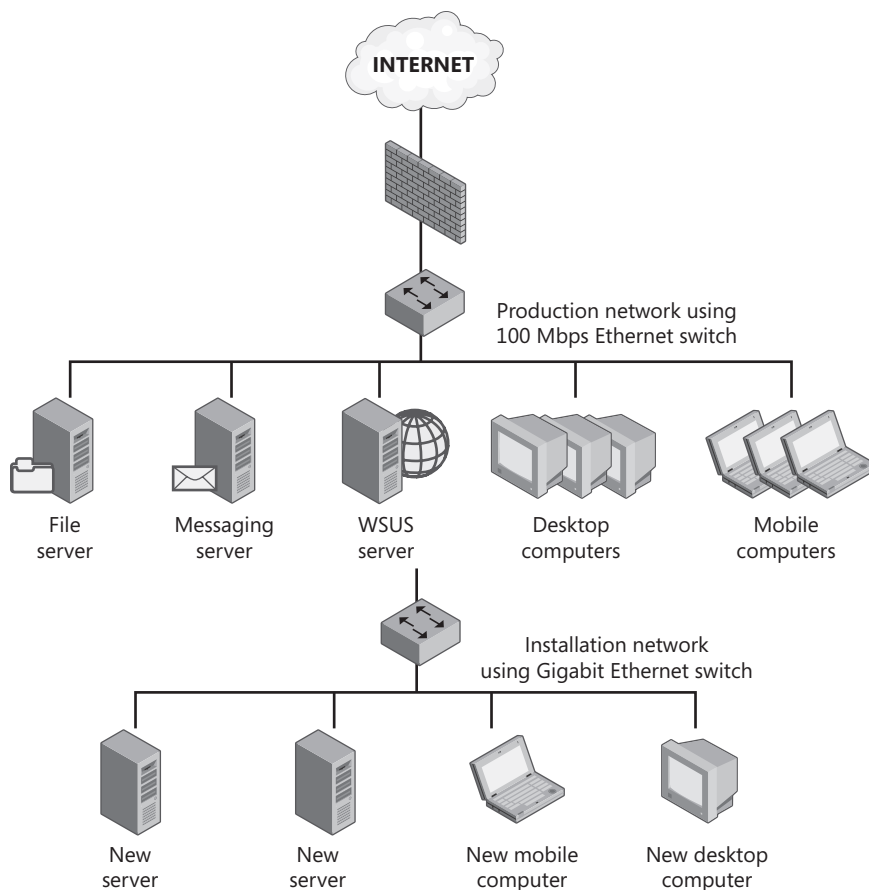 INTERNET
Production network using
100 Mbps Ethernet switch
File
server
Messaging
server
WSUS
server
Desktop
computers
Mobile
computers
Installation network
using Gigabit Ethernet switch
New
server
New
server
New mobile
computer
New desktop
computer